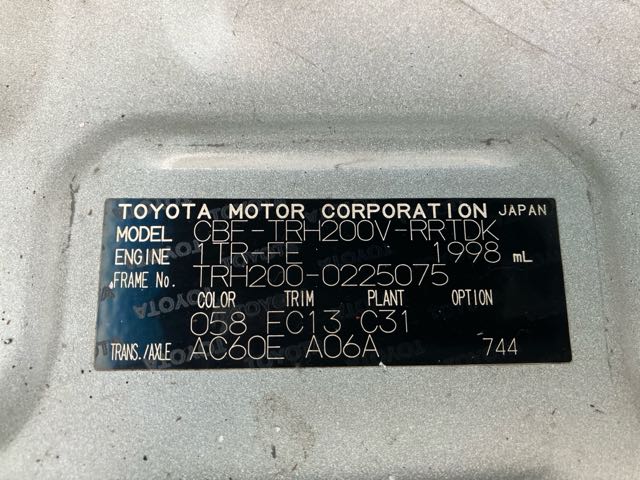 TOYOTA MOTOR CORPORATION JAPAN
MODEL CBF-TRH200V-RRTDK
ENGINE 1TR-FE 1998 mL
FRAME No. TRH200-0225075
COLOR TRIM PLANT OPTION
058 EC13 C31
TRANS./AXLE AC60E A06A 744